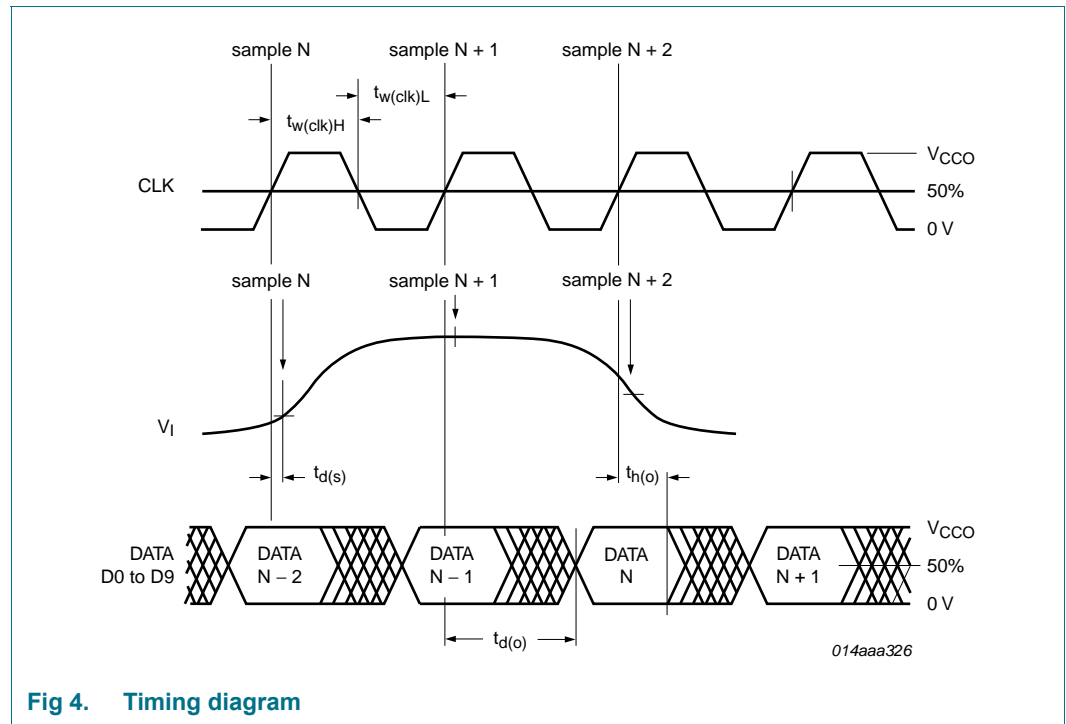 sample N sample N + 1 sample N + 2
tw(clk)L
tw(clk)H
VCCO
CLK
50%
0 V
sample N sample N + 1 sample N + 2
VI
td(s) th(o)
VCCO
DATA
D0 to D9
DATA
N − 2
DATA
N − 1
DATA
N
DATA
N + 1
50%
0 V
td(o)
014aaa326
Fig 4. Timing diagram